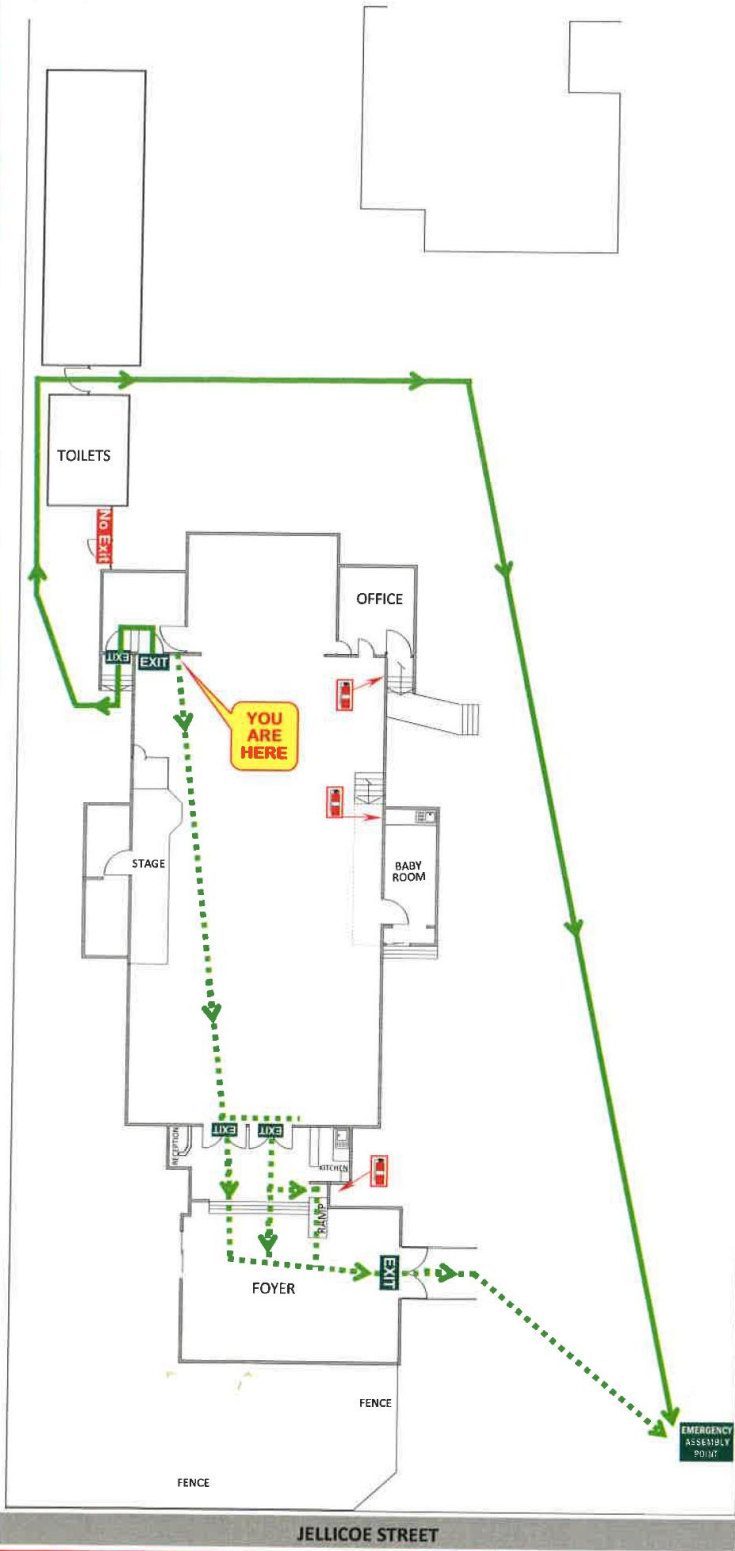 TOILETS
No Exit
OFFICE
EXIT
EXIT
YOU
ARE
HERE
STAGE
BABY
ROOM
EXIT
EXIT
RECEPTION
KITCHEN
RAMP
EXIT
FOYER
FENCE
EMERGENCY
ASSEMBLY
POINT
FENCE
JELLICOE STREET